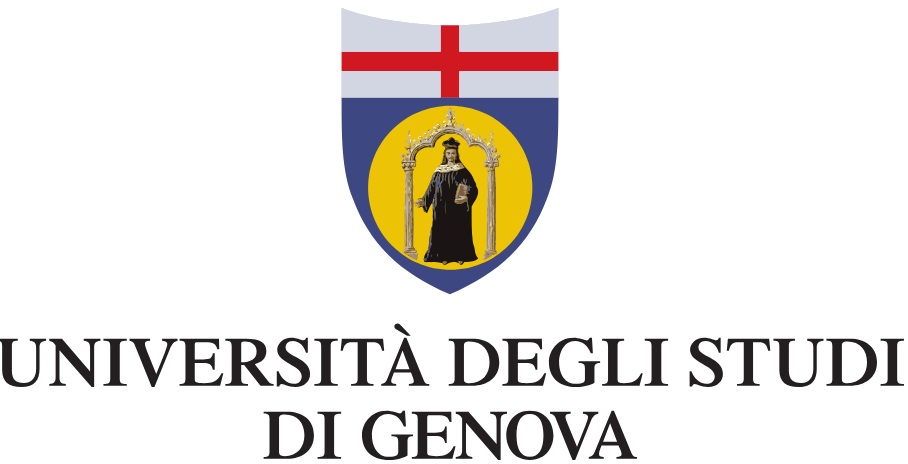 UNIVERSITÀ DEGLI STUDI
DI GENOVA